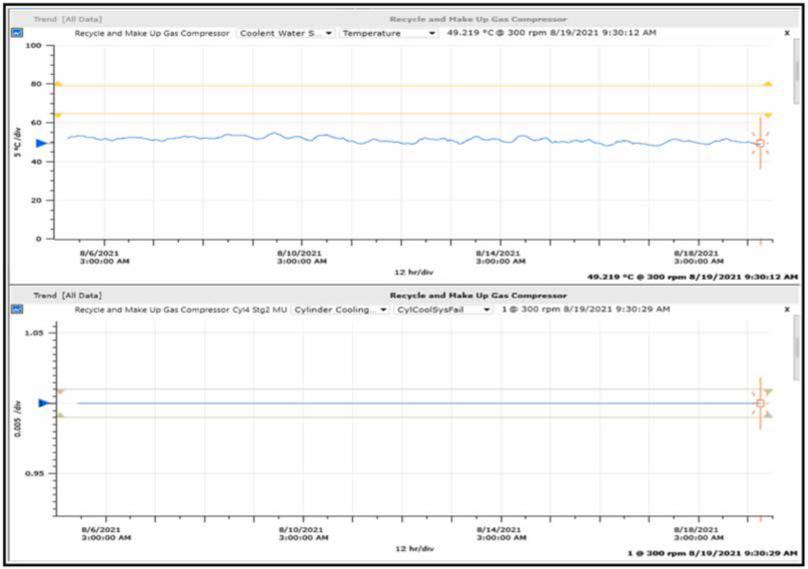 Trend [All Data] Recycle and Make Up Gas Compressor
Recycle and Make Up Gas Compressor Coolent Water S... Temperature 49.219 °C @ 300 rpm 8/19/2021 9:30:12 AM x
100
80
60
40
20
0
5 °C /div
8/6/2021 8/10/2021 8/14/2021 8/18/2021
3:00:00 AM 3:00:00 AM 3:00:00 AM 3:00:00 AM
12 hr/div
49.219 °C @ 300 rpm 8/19/2021 9:30:12 AM
Trend [All Data] Recycle and Make Up Gas Compressor
Recycle and Make Up Gas Compressor Cyl4 Stg2 MU Cylinder Cooling... CylCoolSysFail 1 @ 300 rpm 8/19/2021 9:30:29 AM x
1.05
0.95
0.005 /div
8/6/2021 8/10/2021 8/14/2021 8/18/2021
3:00:00 AM 3:00:00 AM 3:00:00 AM 3:00:00 AM
12 hr/div
1 @ 300 rpm 8/19/2021 9:30:29 AM